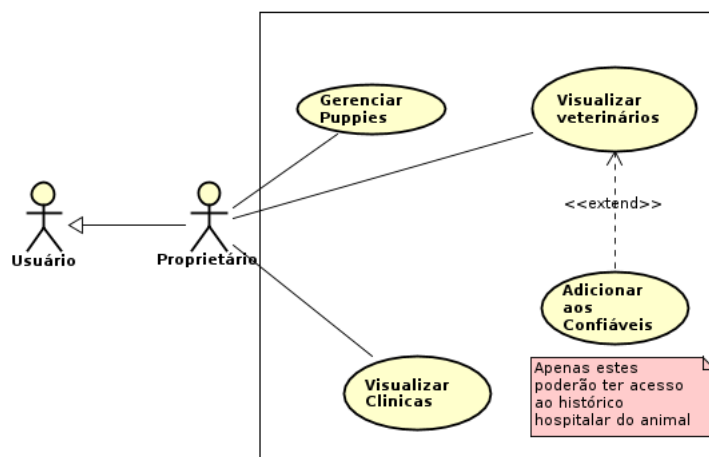 Gerenciar
Puppies
Visualizar
veterinários
<<extend>>
Usuário
Proprietário
Adicionar
aos
Confiáveis
Visualizar
Clinicas
Apenas estes
poderão ter acesso
ao histórico
hospitalar do animal